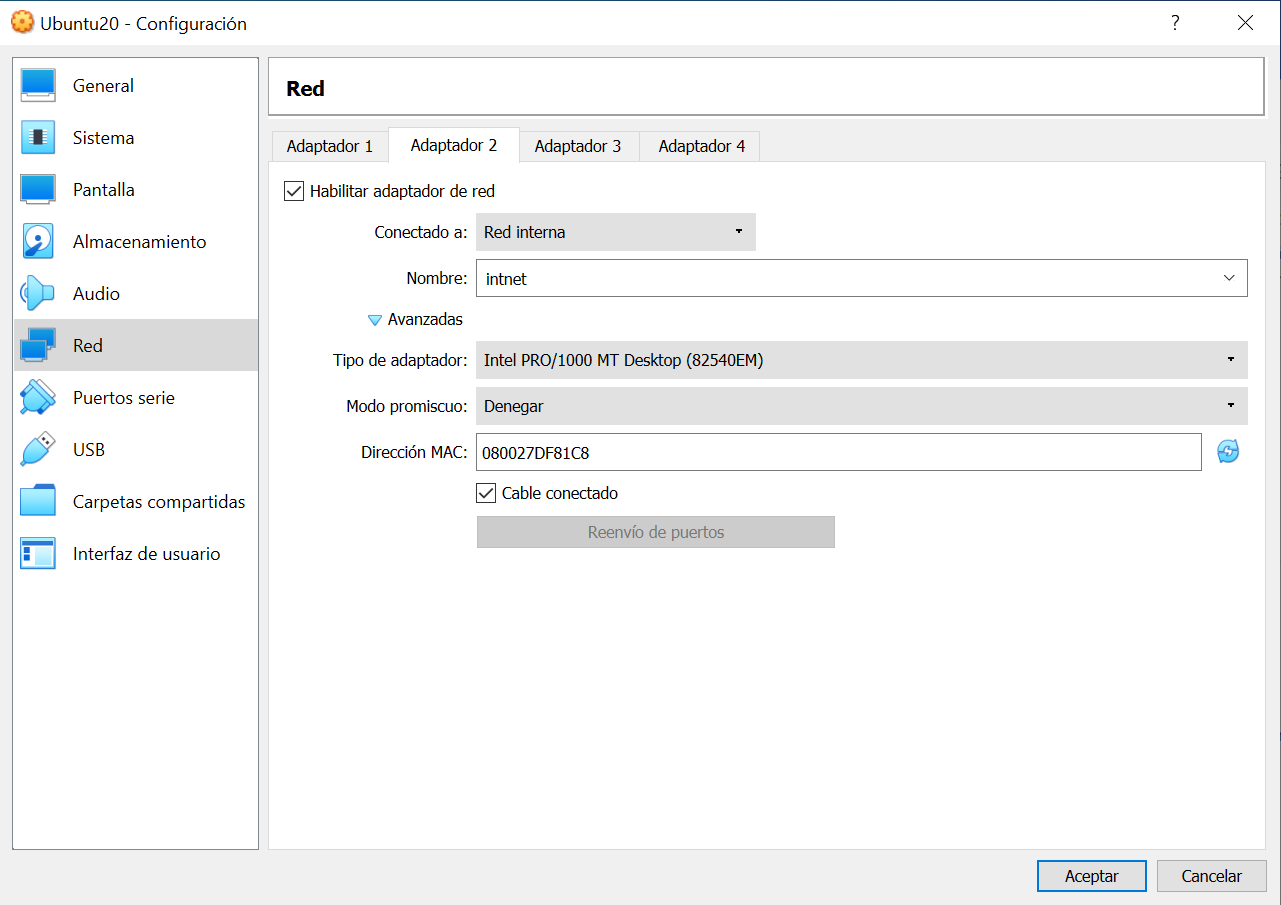 Ubuntu20 - Configuración
?
General
Sistema
Pantalla
Almacenamiento
Audio
Red
Puertos serie
USB
Carpetas compartidas
Interfaz de usuario
Red
Adaptador 1 Adaptador 2 Adaptador 3 Adaptador 4
Habilitar adaptador de red
Conectado a: Red interna
Nombre: intnet
Avanzadas
Tipo de adaptador: Intel PRO/1000 MT Desktop (82540EM)
Modo promiscuo: Denegar
Dirección MAC: 080027DF81C8
Cable conectado
Reenvío de puertos
Aceptar Cancelar